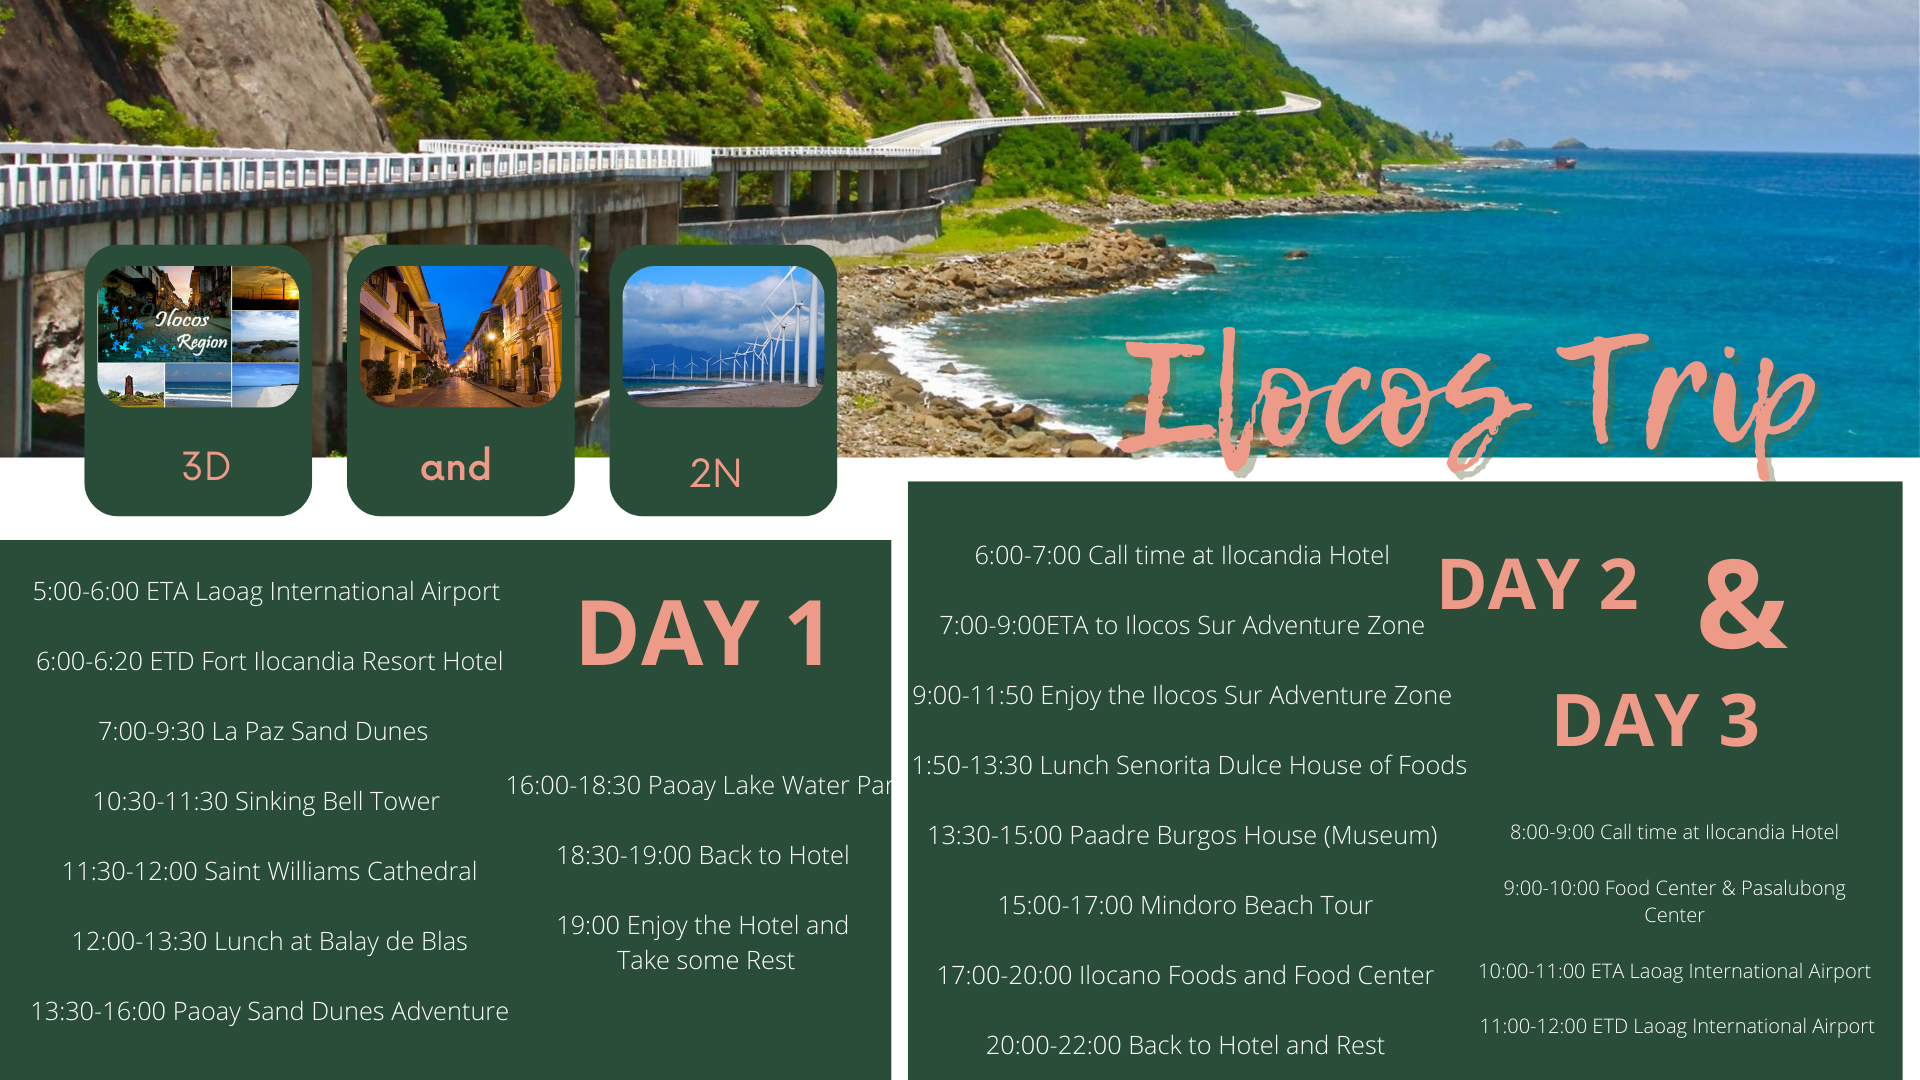 Ilocos
Region
3D
and
2N
Ilocos Trip
DAY 1
5:00-6:00 ETA Laoag International Airport
6:00-6:20 ETD Fort Ilocandia Resort Hotel
7:00-9:30 La Paz Sand Dunes
10:30-11:30 Sinking Bell Tower
11:30-12:00 Saint Williams Cathedral
12:00-13:30 Lunch at Balay de Blas
13:30-16:00 Paoay Sand Dunes Adventure
16:00-18:30 Paoay Lake Water Par
18:30-19:00 Back to Hotel
19:00 Enjoy the Hotel and
Take some Rest
DAY 2 &
DAY 3
6:00-7:00 Call time at Ilocandia Hotel
7:00-9:00ETA to Ilocos Sur Adventure Zone
9:00-11:50 Enjoy the Ilocos Sur Adventure Zone
1:50-13:30 Lunch Senorita Dulce House of Foods
13:30-15:00 Paadre Burgos House (Museum)
15:00-17:00 Mindoro Beach Tour
17:00-20:00 Ilocano Foods and Food Center
20:00-22:00 Back to Hotel and Rest
8:00-9:00 Call time at Ilocandia Hotel
9:00-10:00 Food Center & Pasalubong
Center
10:00-11:00 ETA Laoag International Airport
11:00-12:00 ETD Laoag International Airport